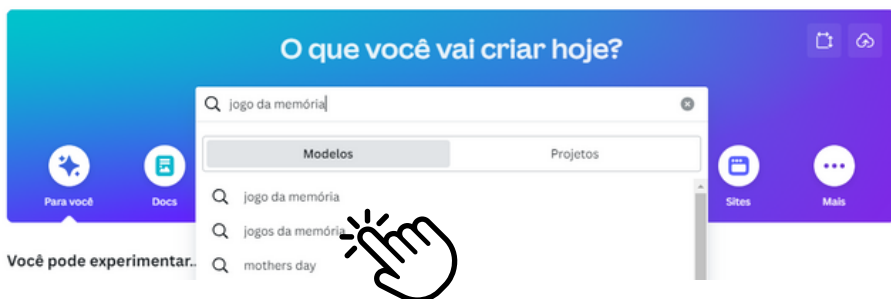 O que você vai criar hoje?
jogo da memória
Modelos
Projetos
Para você
Docs
jogo da memória
jogos da memória
mothers day
Sites
Mais
Você pode experimentar...